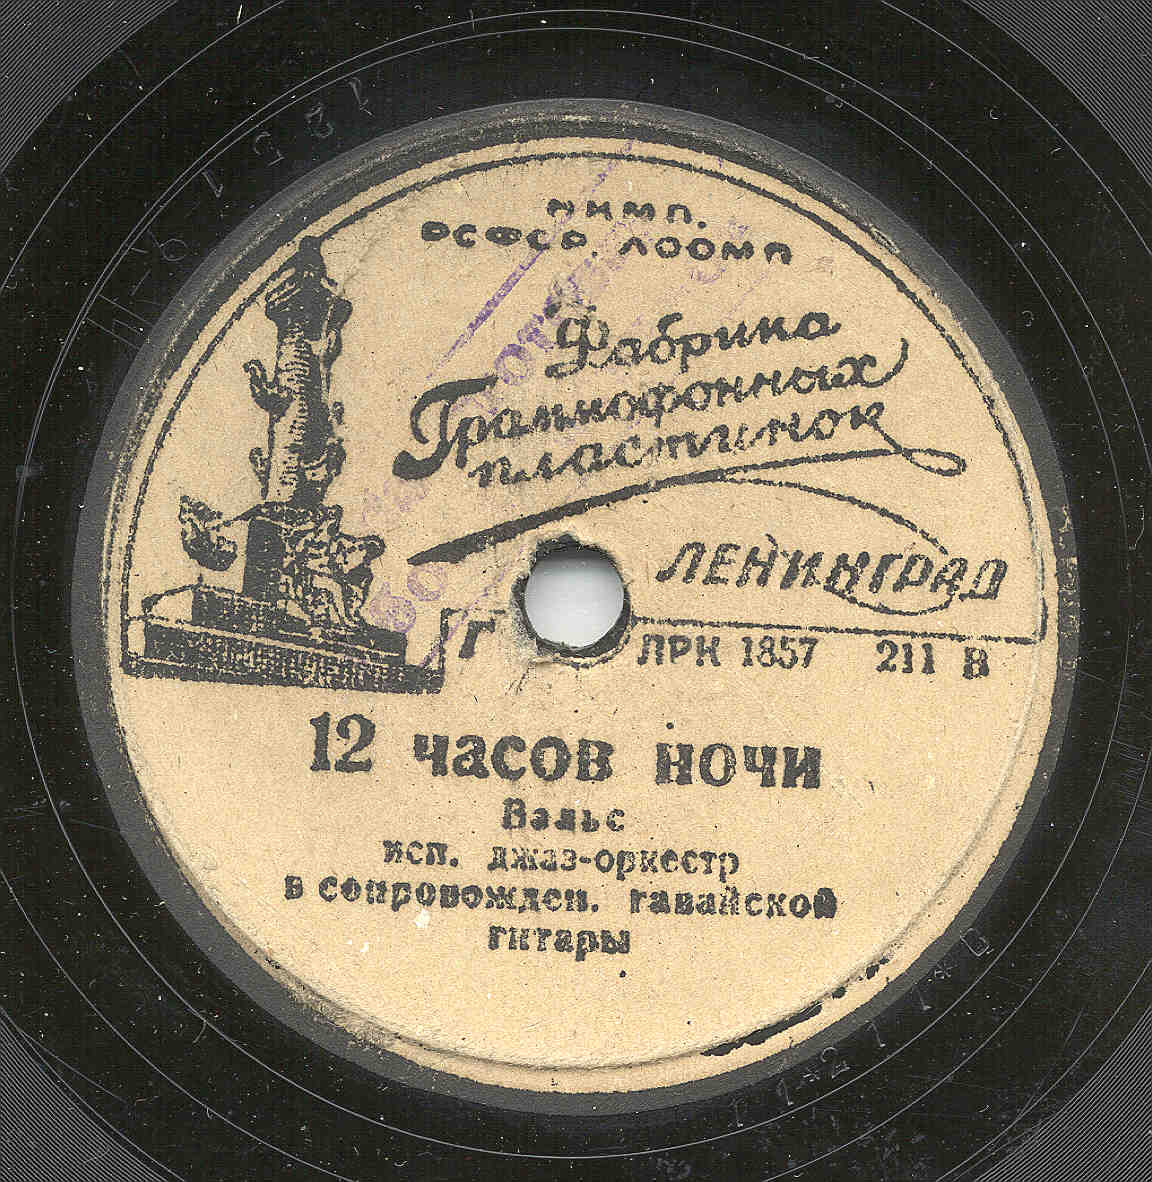 МИМП.
РСФСР. ЛООМП
Фабрика
Граммофонных
пластинок
ЛЕНИНГРАД
Г ЛРК 1857 211 В
12 часов ночи
Вальс
исп. джаз-оркестр
в сопровожден. гавайской
гитары